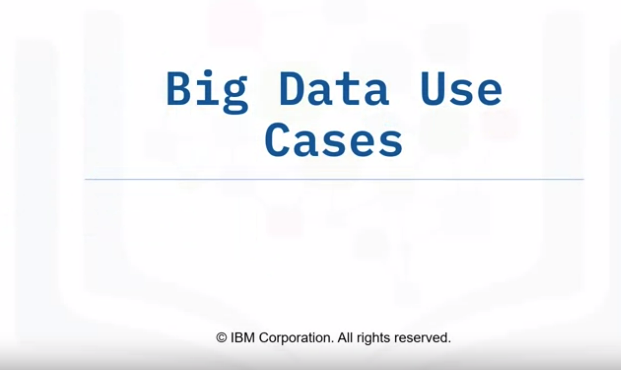 Big Data Use
Cases
© IBM Corporation. All rights reserved.